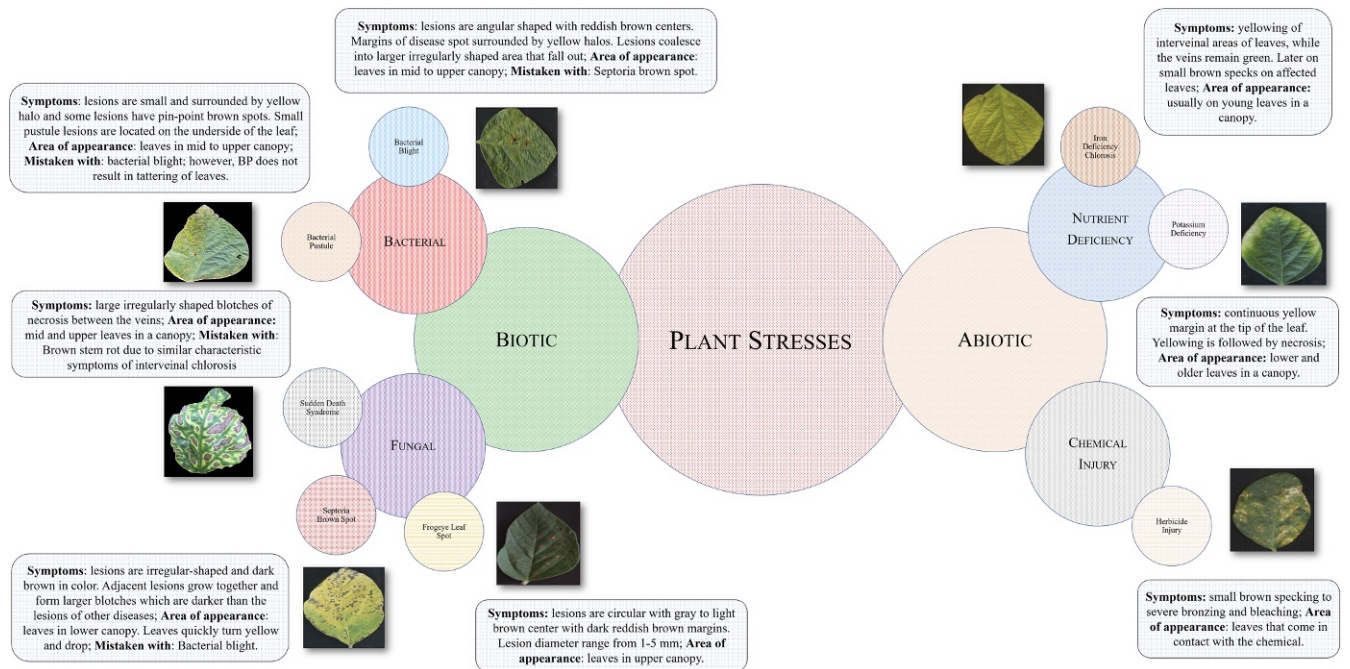 Symptoms: lesions are angular shaped with reddish brown centers.
Margins of disease spot surrounded by yellow halos. Lesions coalesce
into larger irregularly shaped area that fall out; Area of appearance:
leaves in mid to upper canopy; Mistaken with: Septoria brown spot.
Symptoms: yellowing of
interveinal areas of leaves, while
the veins remain green. Later on
small brown specks on affected
leaves; Area of appearance:
usually on young leaves in a
canopy.
Symptoms: lesions are small and surrounded by yellow
halo and some lesions have pin-point brown spots. Small
pustule lesions are located on the underside of the leaf;
Area of appearance: leaves in mid to upper canopy;
Mistaken with: bacterial blight; however, BP does not
result in tattering of leaves.
Bacterial
Blight
Iron
Deficiency
Chlorosis
Bacterial
Pustule
BACTERIAL
NUTRIENT
DEFICIENCY
Potassium
Deficiency
Symptoms: large irregularly shaped blotches of
necrosis between the veins; Area of appearance:
mid and upper leaves in a canopy; Mistaken with:
Brown stem rot due to similar characteristic
symptoms of interveinal chlorosis
BIOTIC
PLANT STRESSES
ABIOTIC
Symptoms: continuous yellow
margin at the tip of the leaf.
Yellowing is followed by necrosis;
Area of appearance: lower and
older leaves in a canopy.
Sudden Death
Syndrome
FUNGAL
CHEMICAL
INJURY
Septoria
Brown Spot
Frogeye Leaf
Spot
Herbicide
Injury
Symptoms: lesions are irregular-shaped and dark
brown in color. Adjacent lesions grow together and
form larger blotches which are darker than the
lesions of other diseases; Area of appearance:
leaves in lower canopy. Leaves quickly turn yellow
and drop; Mistaken with: Bacterial blight.
Symptoms: lesions are circular with gray to light
brown center with dark reddish brown margins.
Lesion diameter range from 1-5 mm; Area of
appearance: leaves in upper canopy.
Symptoms: small brown specking to
severe bronzing and bleaching; Area
of appearance: leaves that come in
contact with the chemical.